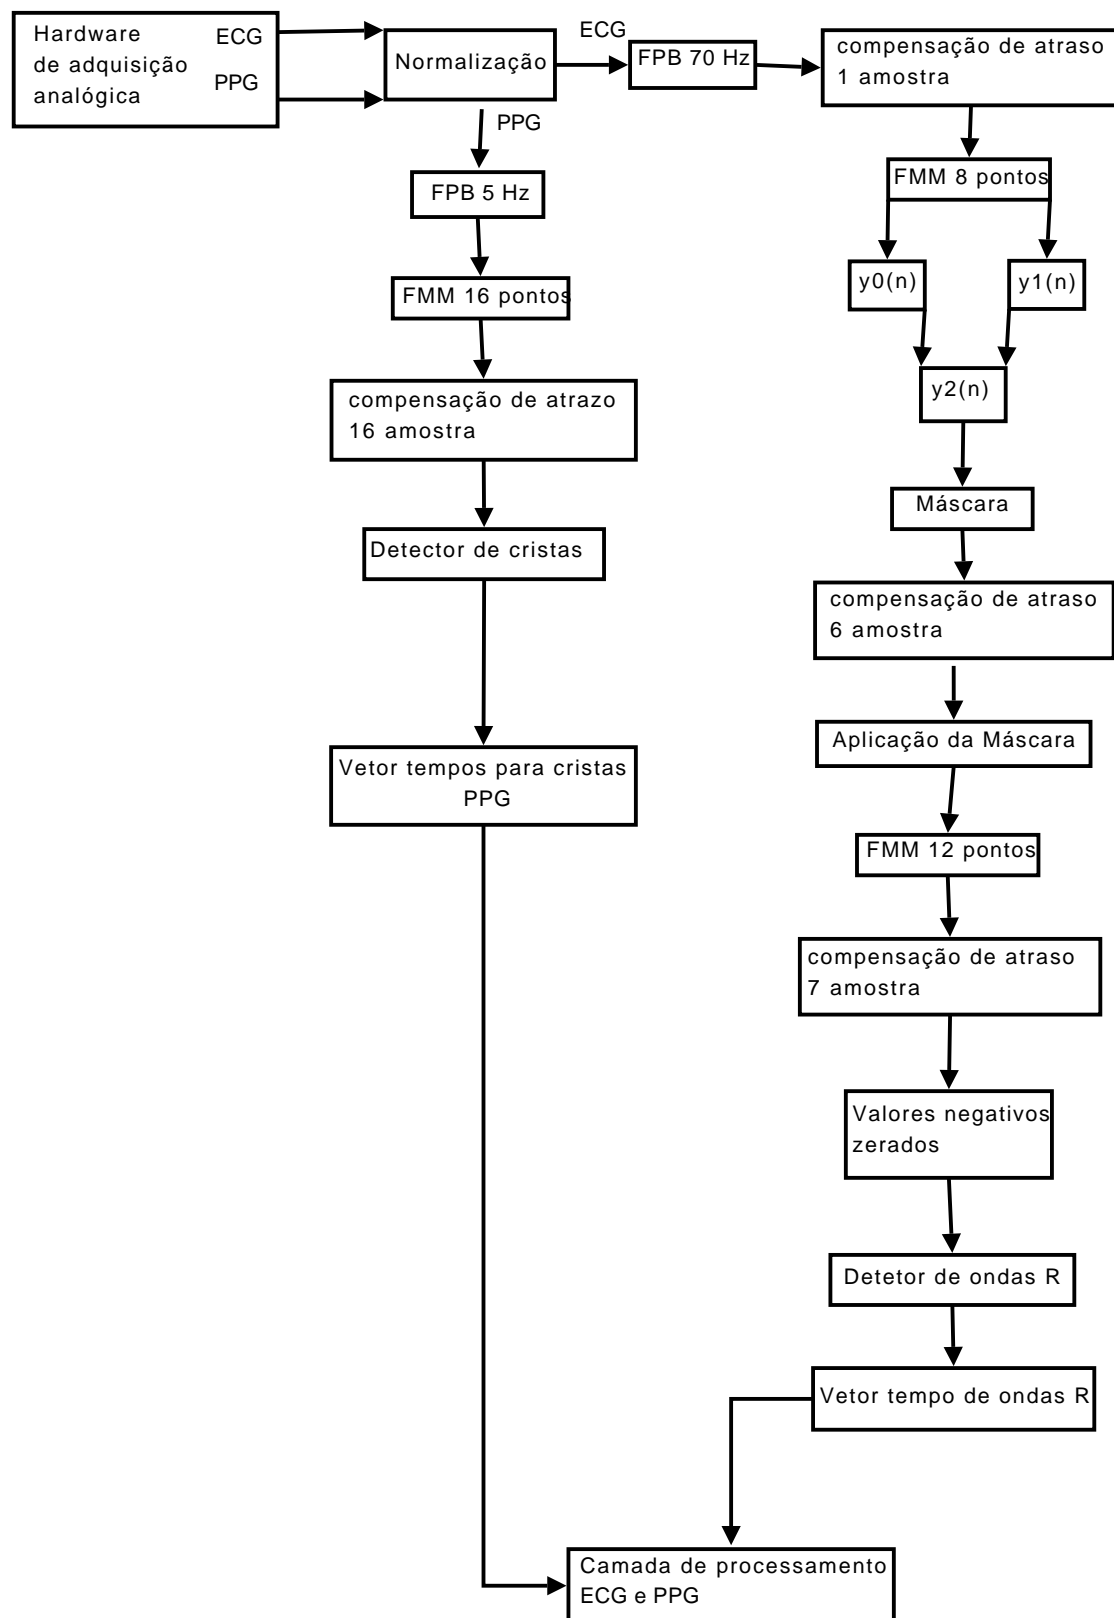 Hardware
de adquisição
analógica
ECG
PPG
Normalização
ECG
FPB 70 Hz
compensação de atraso
1 amostra
PPG
FPB 5 Hz
FMM 16 pontos
compensação de atrazo
16 amostra
Detector de cristas
Vetor tempos para cristas
PPG
FMM 8 pontos
y0(n)
y1(n)
y2(n)
Máscara
compensação de atraso
6 amostra
Aplicação da Máscara
FMM 12 pontos
compensação de atraso
7 amostra
Valores negativos
zerados
Detetor de ondas R
Vetor tempo de ondas R
Camada de processamento
ECG e PPG